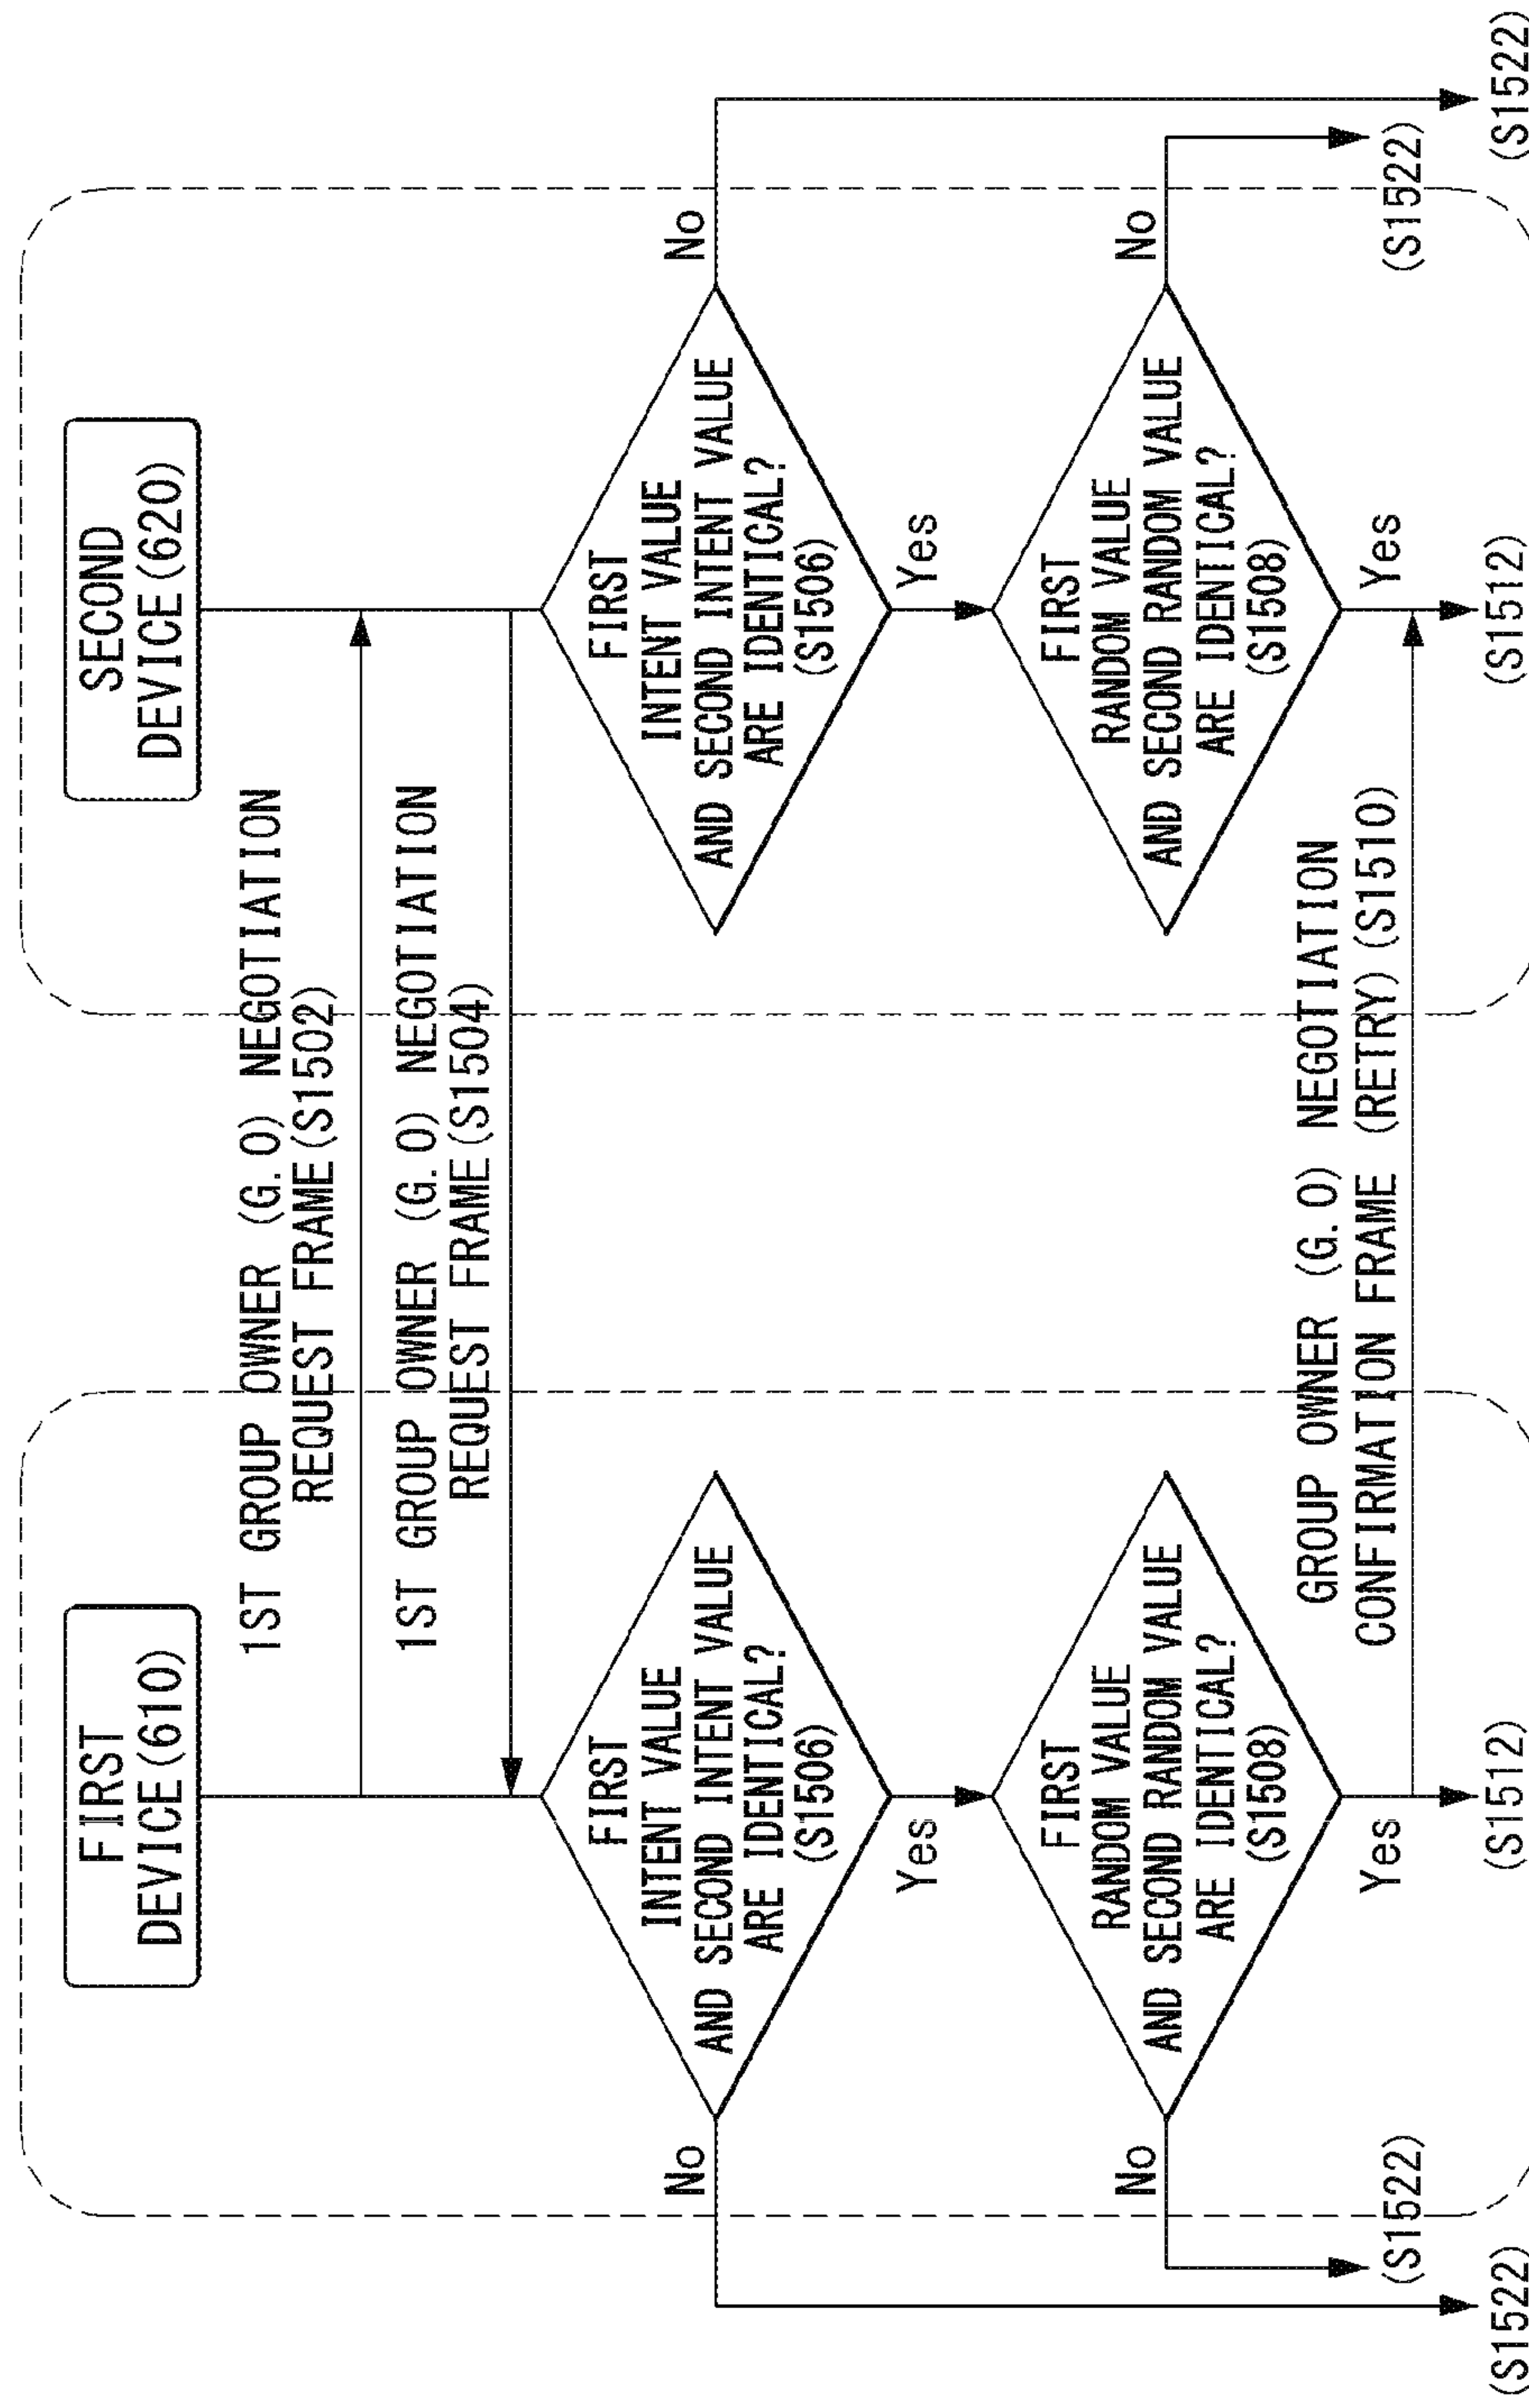 FIRST
DEVICE(610)
SECOND
DEVICE(620)
1ST GROUP OWNER (G.O) NEGOTIATION
REQUEST FRAME(S1502)
1ST GROUP OWNER (G.O) NEGOTIATION
REQUEST FRAME(S1504)
FIRST
INTENT VALUE
AND SECOND INTENT VALUE
ARE IDENTICAL?
(S1506)
No
Yes
FIRST
INTENT VALUE
AND SECOND INTENT VALUE
ARE IDENTICAL?
(S1506)
No
Yes
FIRST
RANDOM VALUE
AND SECOND RANDOM VALUE
ARE IDENTICAL?
(S1508)
No
Yes
FIRST
RANDOM VALUE
AND SECOND RANDOM VALUE
ARE IDENTICAL?
(S1508)
No
Yes
GROUP OWNER (G.O) NEGOTIATION
CONFIRMATION FRAME (RETRY)(S1510)
(S1522)
(S1522)
(S1522)
(S1512)
(S1512)
(S1522)